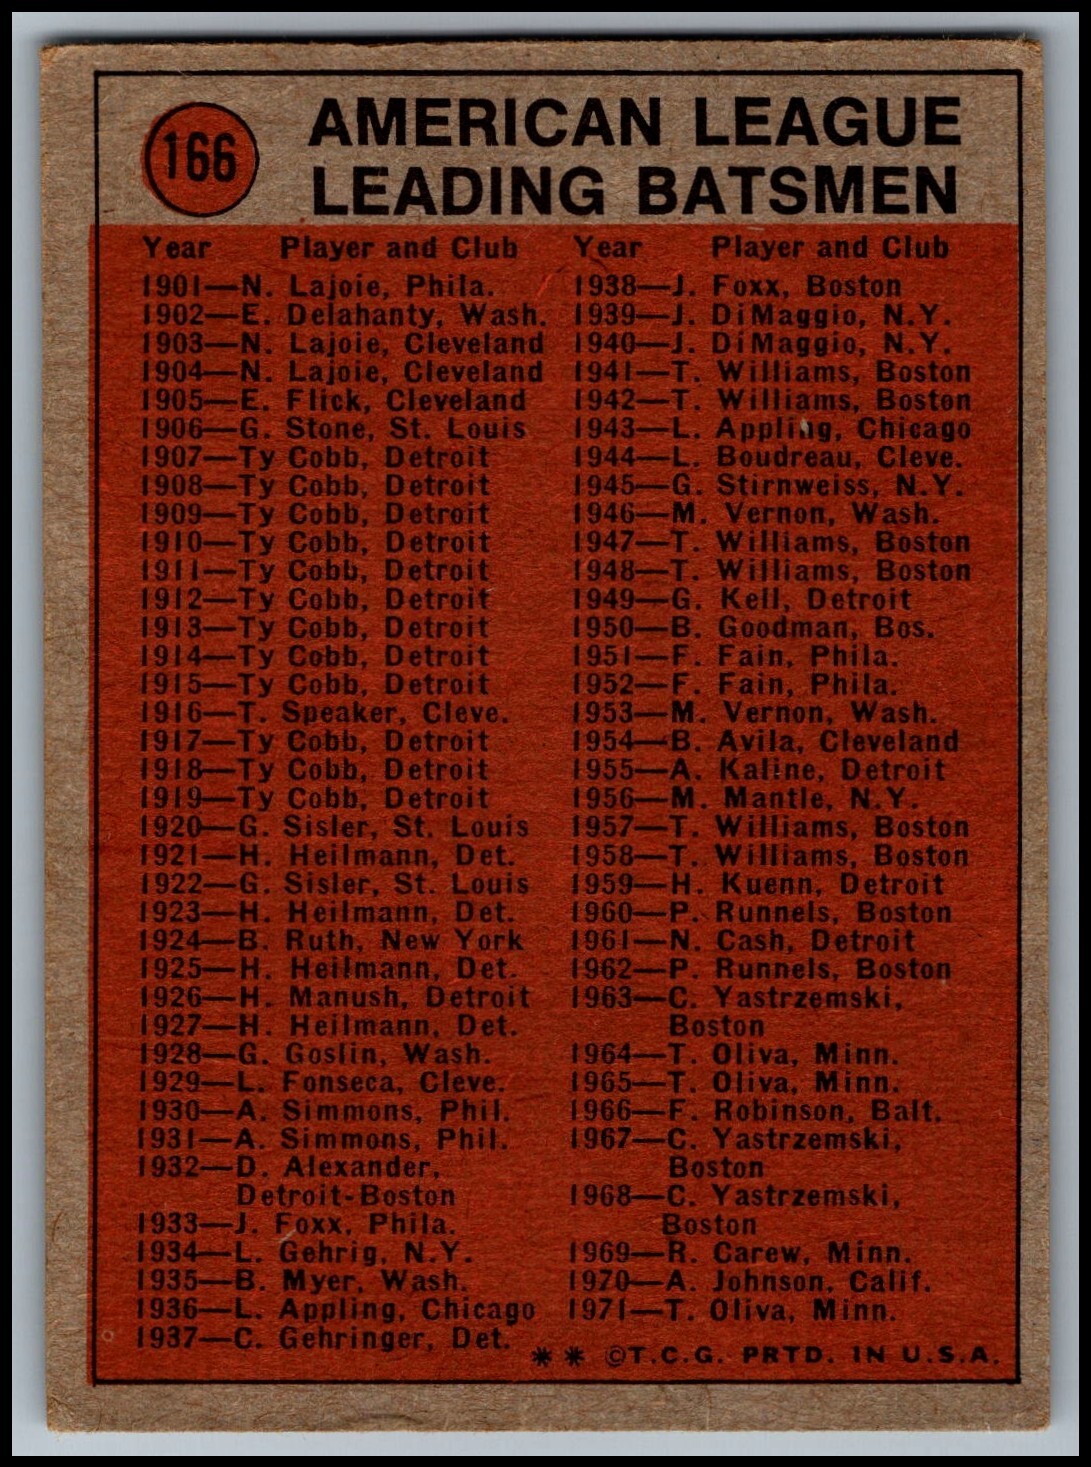 166
AMERICAN LEAGUE
LEADING BATSMEN
Year Player and Club
1901—N. Lajoie, Phila.
1902—E. Delahanty, Wash.
1903—N. Lajoie, Cleveland
1904—N. Lajoie, Cleveland
1905—E. Flick, Cleveland
1906—G. Stone, St. Louis
1907—Ty Cobb, Detroit
1908—Ty Cobb, Detroit
1909—Ty Cobb, Detroit
1910—Ty Cobb, Detroit
1911—Ty Cobb, Detroit
1912—Ty Cobb, Detroit
1913—Ty Cobb, Detroit
1914—Ty Cobb, Detroit
1915—Ty Cobb, Detroit
1916—T. Speaker, Cleve.
1917—Ty Cobb, Detroit
1918—Ty Cobb, Detroit
1919—Ty Cobb, Detroit
1920—G. Sisler, St. Louis
1921—H. Heilmann, Det.
1922—G. Sisler, St. Louis
1923—H. Heilmann, Det.
1924—B. Ruth, New York
1925—H. Heilmann, Det.
1926—H. Manush, Detroit
1927—H. Heilmann, Det.
1928—G. Goslin, Wash.
1929—L. Fonseca, Cleve.
1930—A. Simmons, Phil.
1931—A. Simmons, Phil.
1932—D. Alexander,
Detroit-Boston
1933—J. Foxx, Phila.
1934—L. Gehrig, N.Y.
1935—B. Myer, Wash.
1936—L. Appling, Chicago
1937—C. Gehringer, Det.
Year Player and Club
1938—J. Foxx, Boston
1939—J. DiMaggio, N.Y.
1940—J. DiMaggio, N.Y.
1941—T. Williams, Boston
1942—T. Williams, Boston
1943—L. Appling, Chicago
1944—L. Boudreau, Cleve.
1945—G. Stirnweiss, N.Y.
1946—M. Vernon, Wash.
1947—T. Williams, Boston
1948—T. Williams, Boston
1949—G. Kell, Detroit
1950—B. Goodman, Bos.
1951—F. Fain, Phila.
1952—F. Fain, Phila.
1953—M. Vernon, Wash.
1954—B. Avila, Cleveland
1955—A. Kaline, Detroit
1956—M. Mantle, N.Y.
1957—T. Williams, Boston
1958—T. Williams, Boston
1959—H. Kuenn, Detroit
1960—P. Runnels, Boston
1961—N. Cash, Detroit
1962—P. Runnels, Boston
1963—C. Yastrzemski,
Boston
1964—T. Oliva, Minn.
1965—T. Oliva, Minn.
1966—F. Robinson, Balt.
1967—C. Yastrzemski,
Boston
1968—C. Yastrzemski,
Boston
1969—R. Carew, Minn.
1970—A. Johnson, Calif.
1971—T. Oliva, Minn.
** ©T.C.G. PRTD. IN U.S.A.